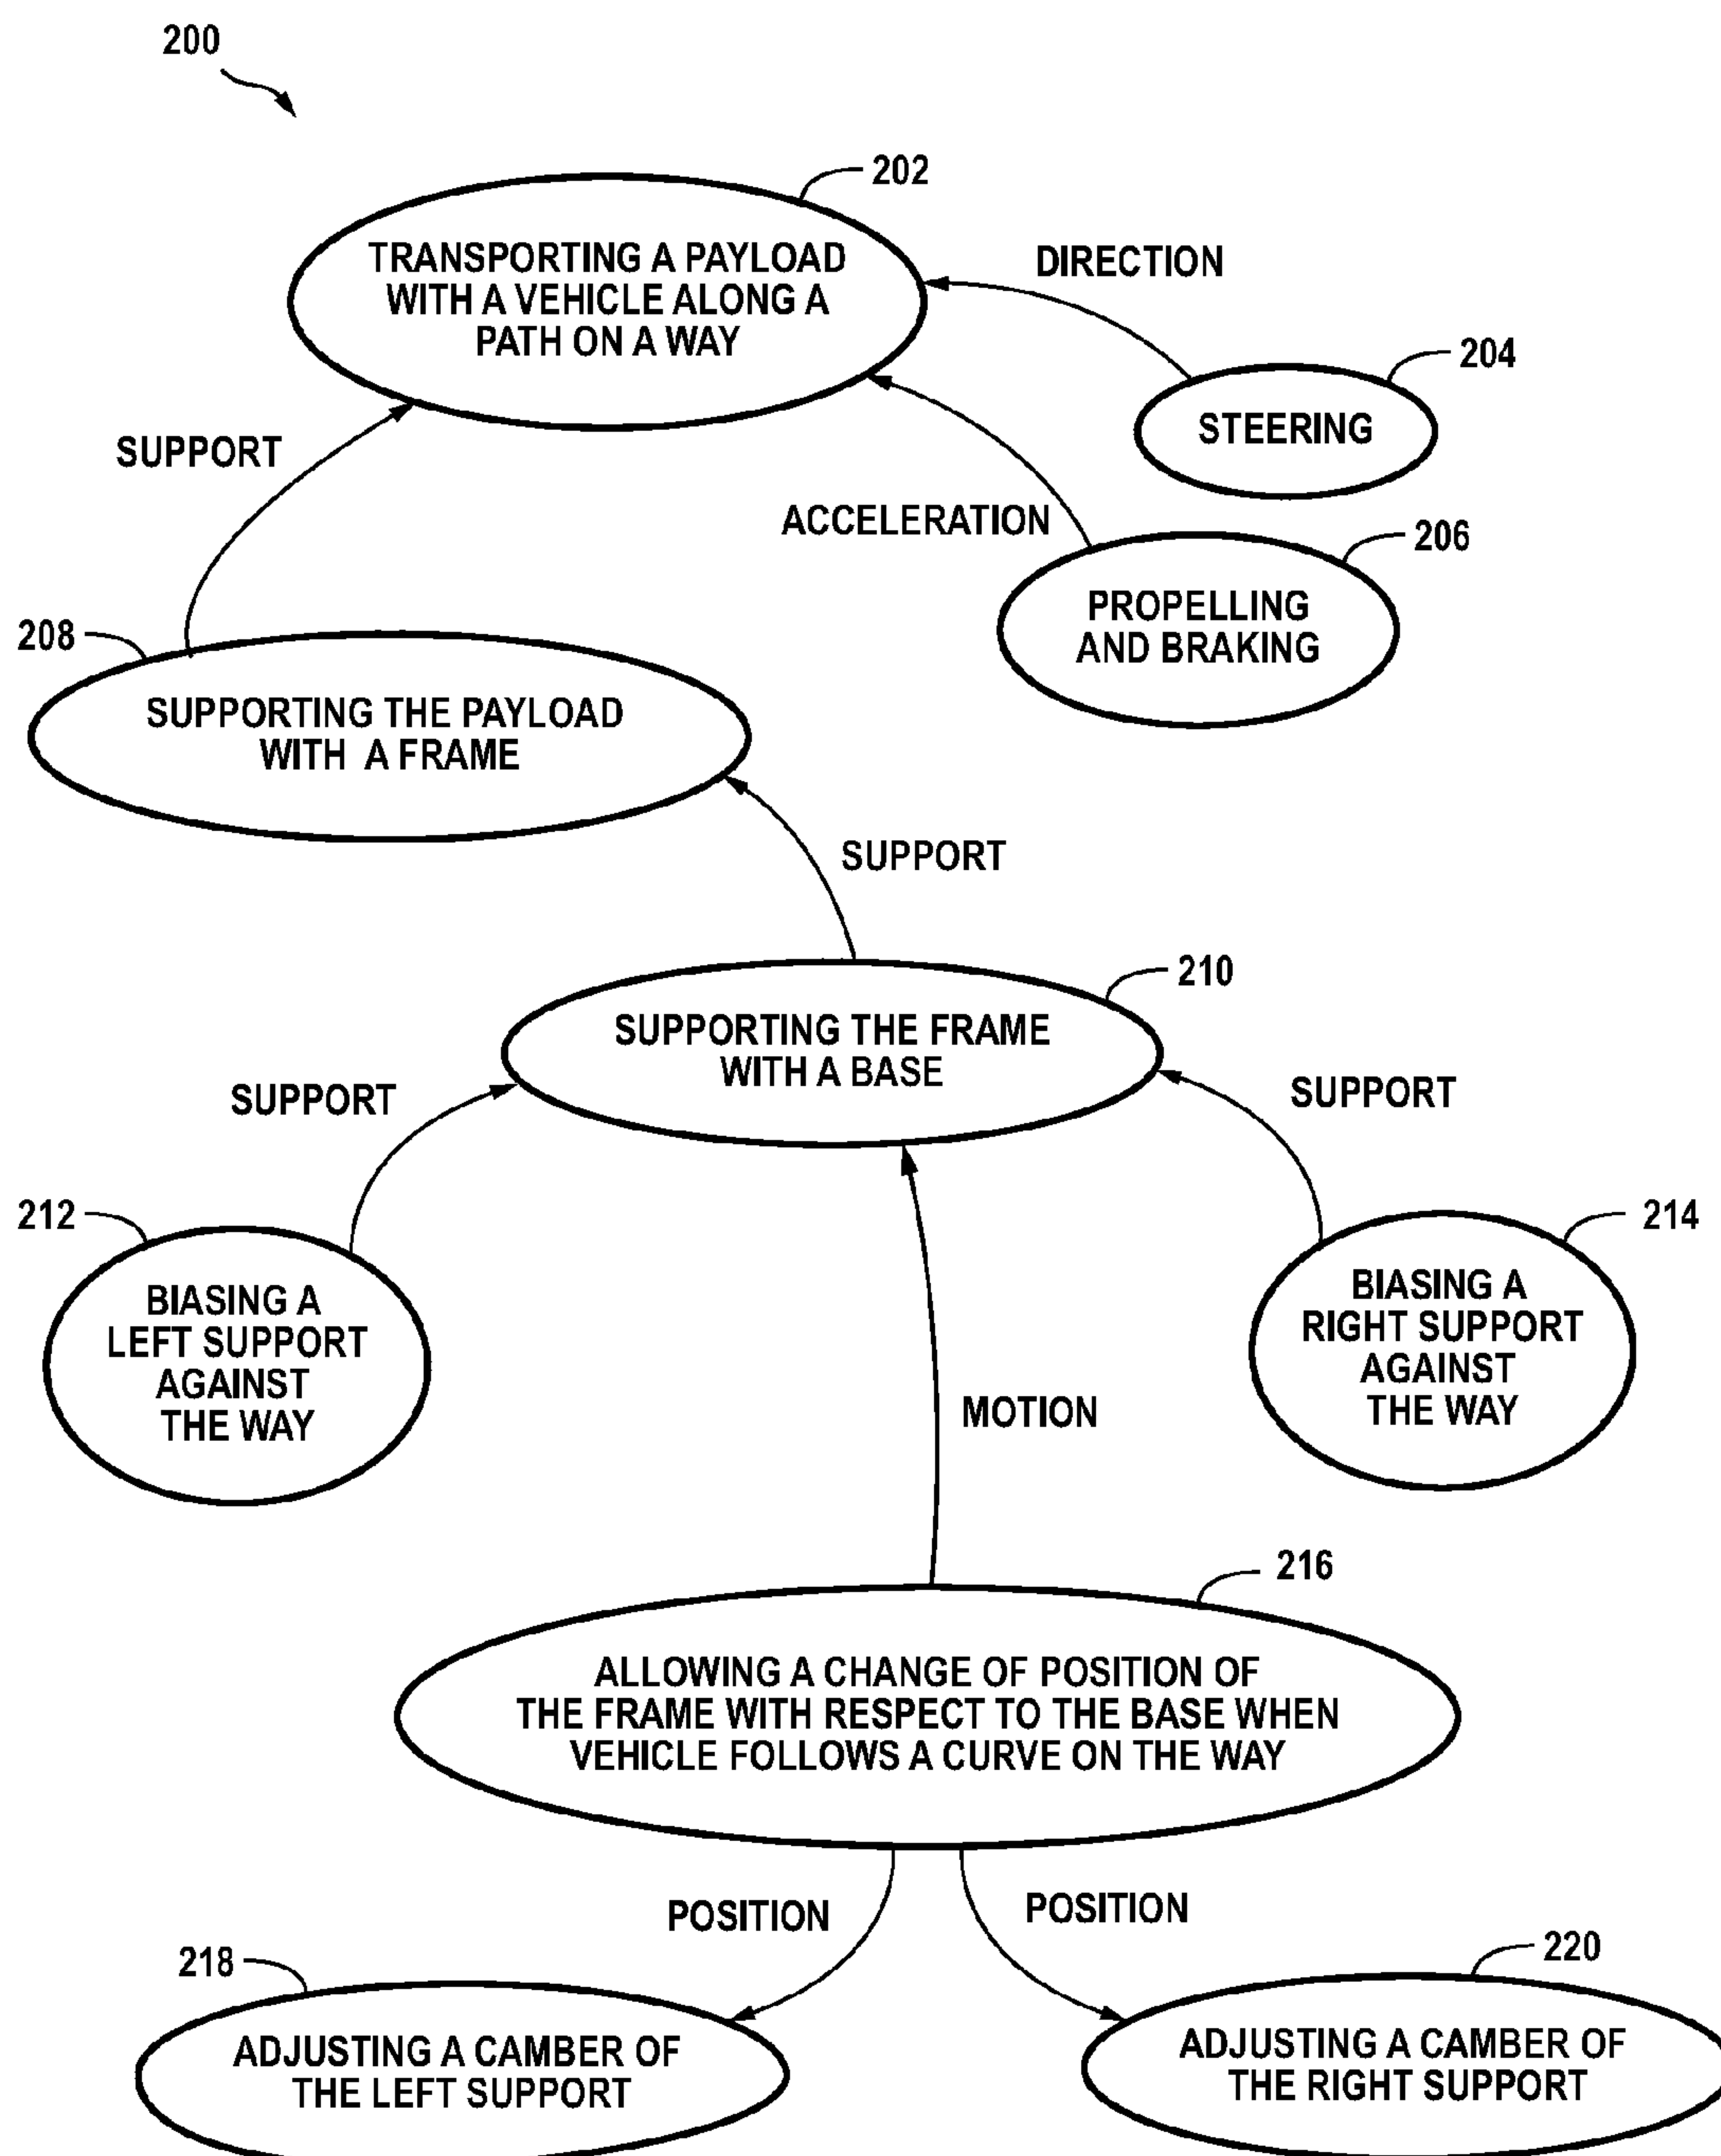 200
202
TRANSPORTING A PAYLOAD
WITH A VEHICLE ALONG A
PATH ON A WAY
DIRECTION
204
STEERING
SUPPORT
ACCELERATION
206
PROPELLING
AND BRAKING
208
SUPPORTING THE PAYLOAD
WITH A FRAME
SUPPORT
210
SUPPORTING THE FRAME
WITH A BASE
SUPPORT
SUPPORT
212
BIASING A
LEFT SUPPORT
AGAINST
THE WAY
214
BIASING A
RIGHT SUPPORT
AGAINST
THE WAY
MOTION
216
ALLOWING A CHANGE OF POSITION OF
THE FRAME WITH RESPECT TO THE BASE WHEN
VEHICLE FOLLOWS A CURVE ON THE WAY
POSITION
POSITION
218
ADJUSTING A CAMBER OF
THE LEFT SUPPORT
220
ADJUSTING A CAMBER OF
THE RIGHT SUPPORT